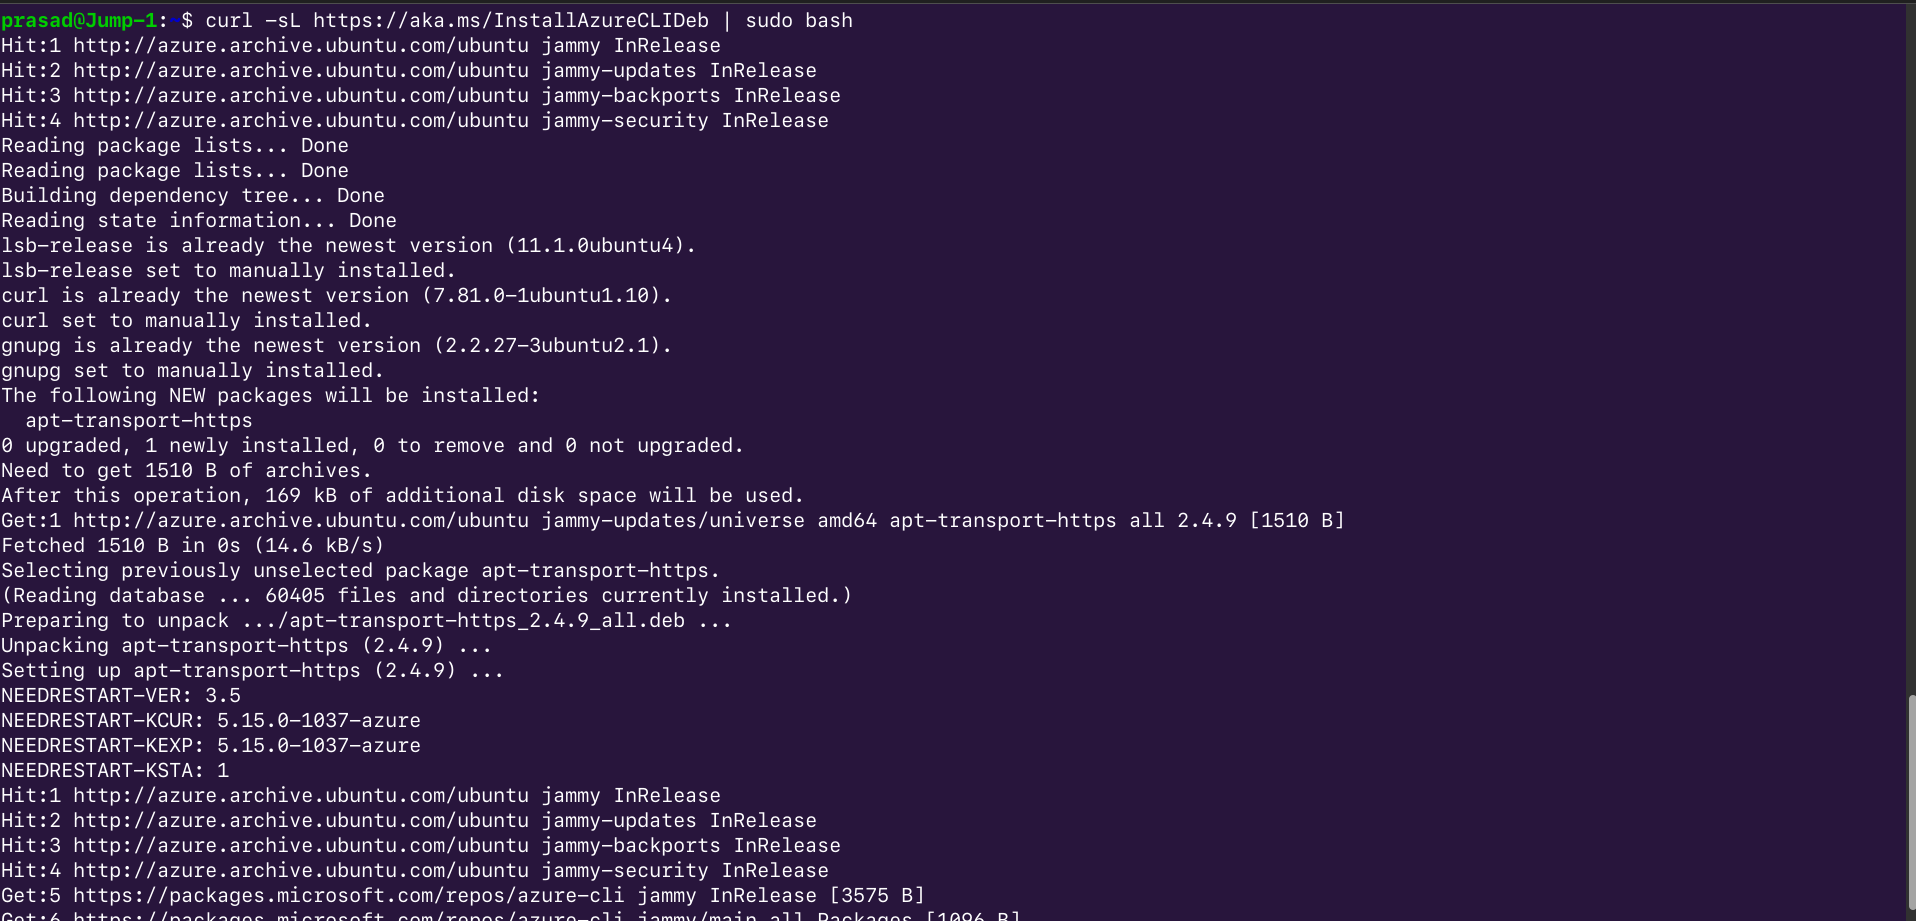 prasad@Jump-1:~$ curl -sL https://aka.ms/InstallAzureCLIDeb | sudo bash
Hit:1 http://azure.archive.ubuntu.com/ubuntu jammy InRelease
Hit:2 http://azure.archive.ubuntu.com/ubuntu jammy-updates InRelease
Hit:3 http://azure.archive.ubuntu.com/ubuntu jammy-backports InRelease
Hit:4 http://azure.archive.ubuntu.com/ubuntu jammy-security InRelease
Reading package lists... Done
Reading package lists... Done
Building dependency tree... Done
Reading state information... Done
lsb-release is already the newest version (11.1.0ubuntu4).
lsb-release set to manually installed.
curl is already the newest version (7.81.0-1ubuntu1.10).
curl set to manually installed.
gnupg is already the newest version (2.2.27-3ubuntu2.1).
gnupg set to manually installed.
The following NEW packages will be installed:
  apt-transport-https
0 upgraded, 1 newly installed, 0 to remove and 0 not upgraded.
Need to get 1510 B of archives.
After this operation, 169 kB of additional disk space will be used.
Get:1 http://azure.archive.ubuntu.com/ubuntu jammy-updates/universe amd64 apt-transport-https all 2.4.9 [1510 B]
Fetched 1510 B in 0s (14.6 kB/s)
Selecting previously unselected package apt-transport-https.
(Reading database ... 60405 files and directories currently installed.)
Preparing to unpack .../apt-transport-https_2.4.9_all.deb ...
Unpacking apt-transport-https (2.4.9) ...
Setting up apt-transport-https (2.4.9) ...
NEEDRESTART-VER: 3.5
NEEDRESTART-KCUR: 5.15.0-1037-azure
NEEDRESTART-KEXP: 5.15.0-1037-azure
NEEDRESTART-KSTA: 1
Hit:1 http://azure.archive.ubuntu.com/ubuntu jammy InRelease
Hit:2 http://azure.archive.ubuntu.com/ubuntu jammy-updates InRelease
Hit:3 http://azure.archive.ubuntu.com/ubuntu jammy-backports InRelease
Hit:4 http://azure.archive.ubuntu.com/ubuntu jammy-security InRelease
Get:5 https://packages.microsoft.com/repos/azure-cli jammy InRelease [3575 B]
Get:6 https://packages.microsoft.com/repos/azure-cli jammy/main all Packages [1096 B]